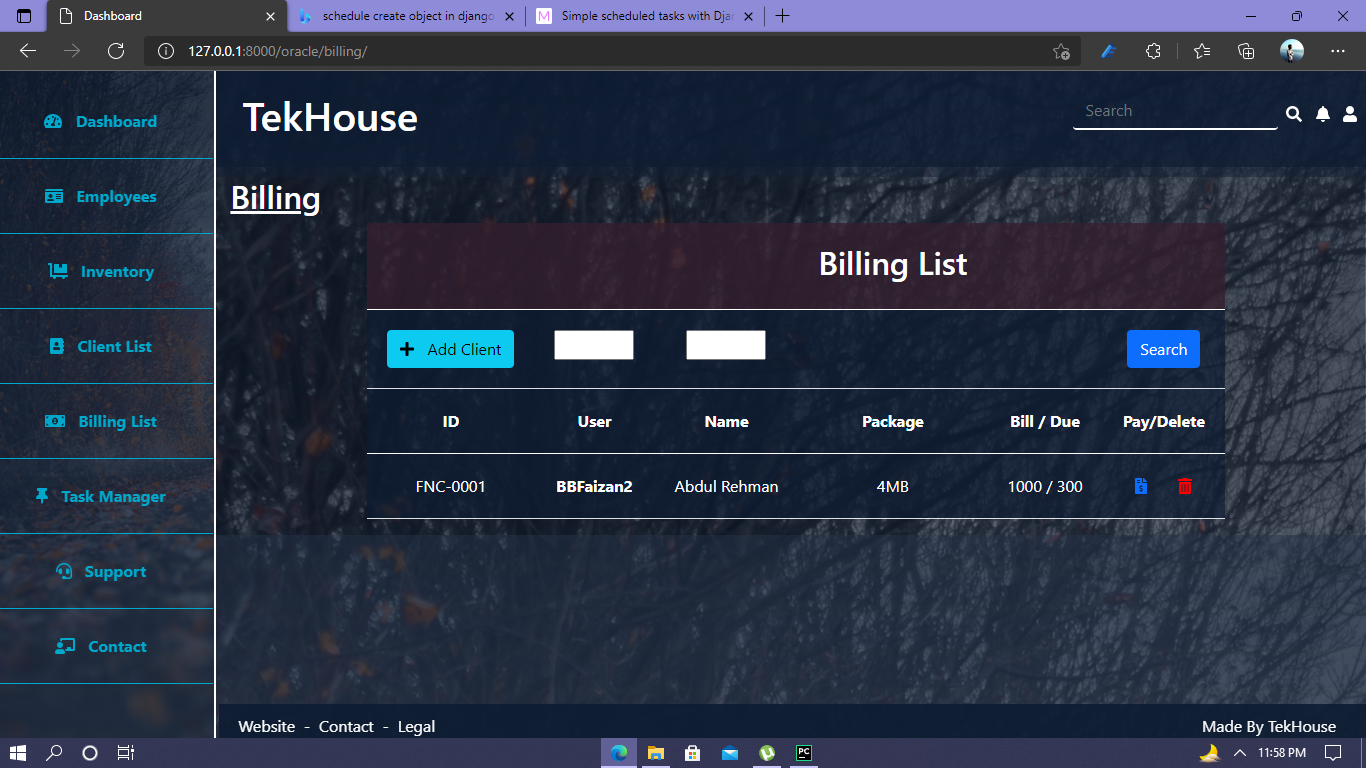 Dashboard
schedule create object in django
Simple scheduled tasks with Dja
127.0.0.1:8000/oracle/billing/
Dashboard
Employees
Inventory
Client List
Billing List
Task Manager
Support
Contact
TekHouse
Search
Billing
Billing List
Add Client
Search
ID User Name Package Bill / Due Pay/Delete
FNC-0001 BBFaizan2 Abdul Rehman 4MB 1000 / 300
Website - Contact - Legal
Made By TekHouse
11:58 PM